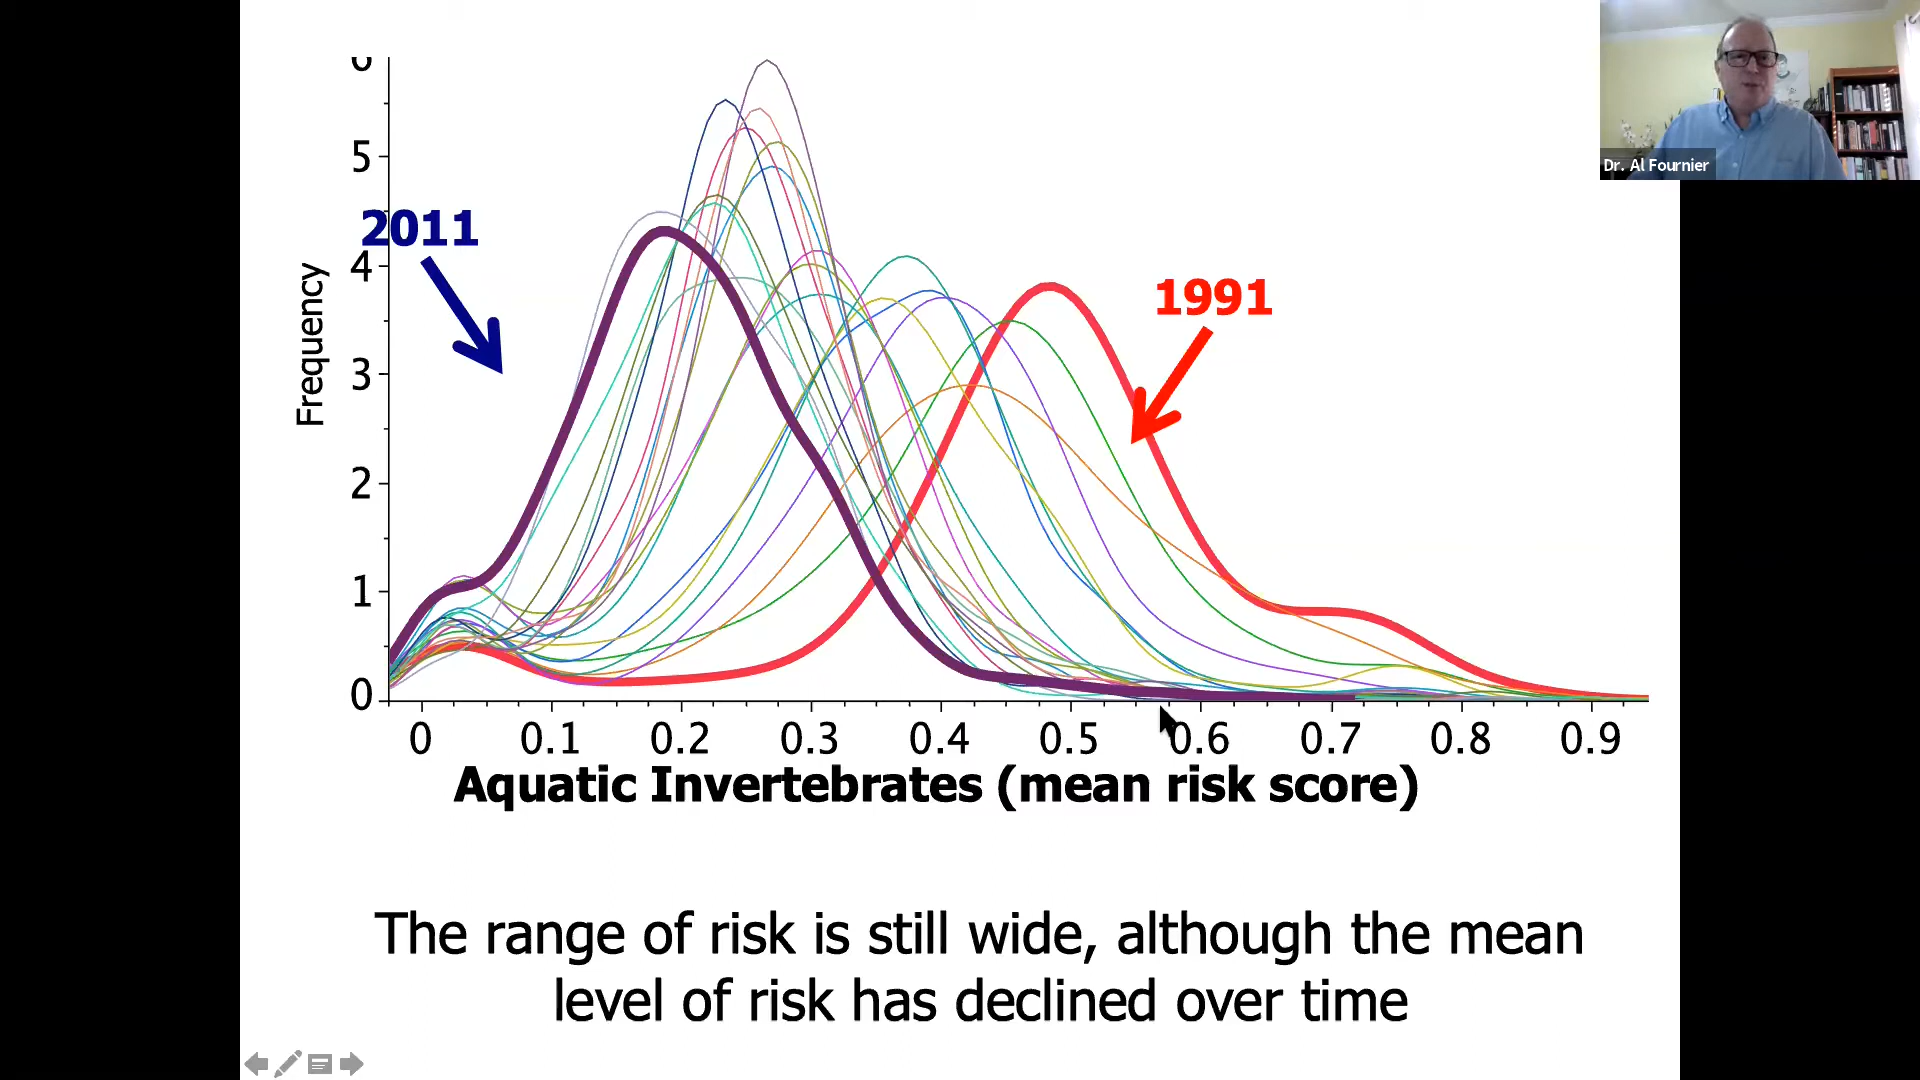 6
5
2011
4
1991
Frequency
3
2
1
0
0 0.1 0.2 0.3 0.4 0.5 0.6 0.7 0.8 0.9
Aquatic Invertebrates (mean risk score)
The range of risk is still wide, although the mean
level of risk has declined over time
Dr. Al Fournier